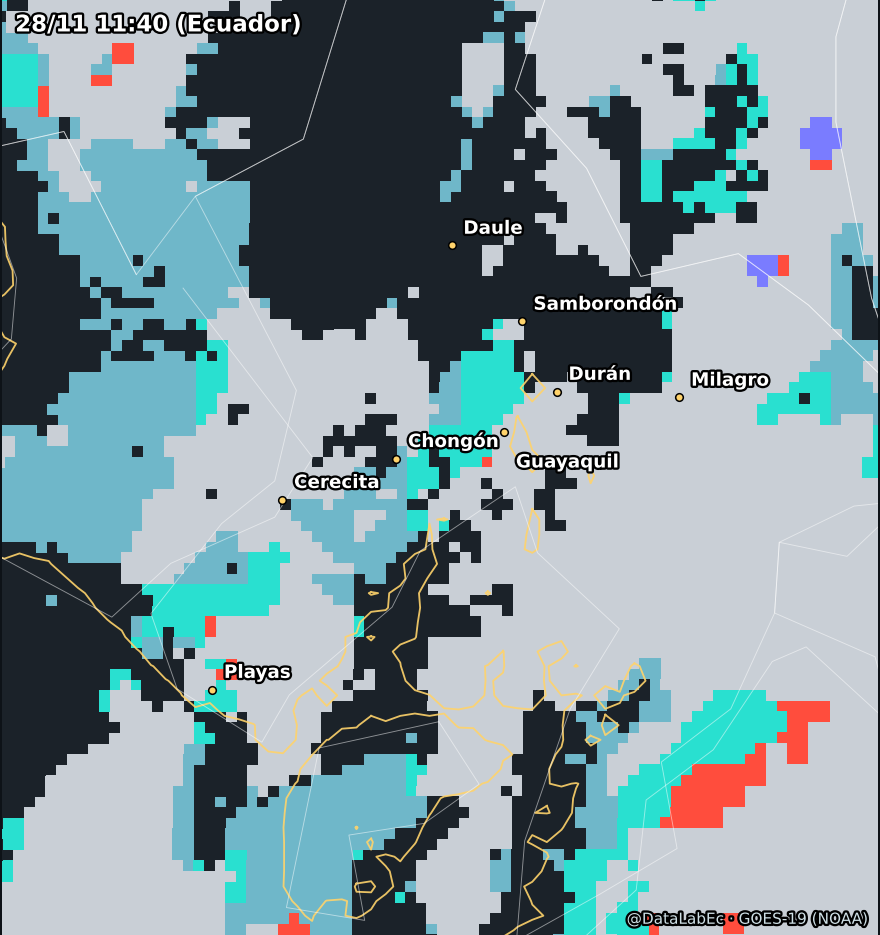 28/11 11:40 (Ecuador)
Daule
Samborondón
Durán
Milagro
Chongón
Guayaquil
Cerecita
Playas
@DataLabEc • GOES-19 (NOAA)